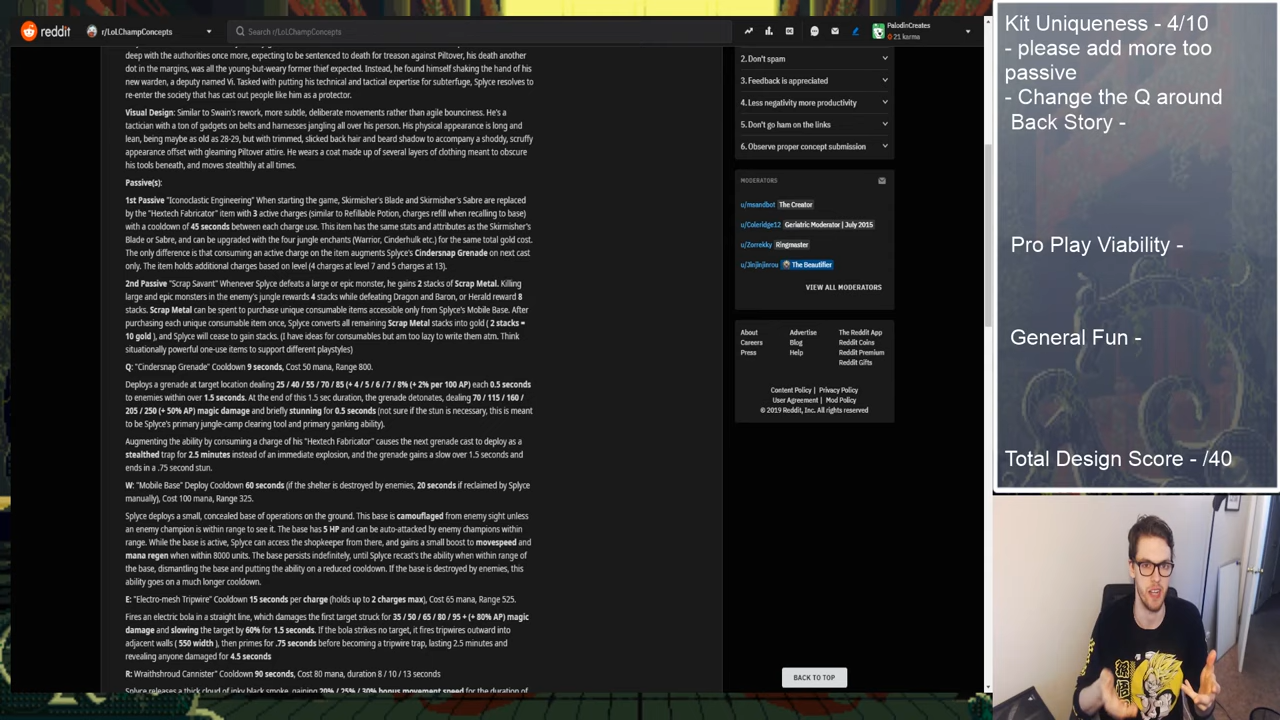 reddit
r/LoLChampConcepts
Search r/LoLChampConcepts
PalodinCreates
21 karma
deep with the authorities once more, expecting to be sentenced to death for treason against Piltover, his death another
dot in the margins, was all the young-but-weary former thief expected. Instead, he found himself shaking the hand of his
new warden, a deputy named Vi. Tasked with putting his technical and tactical expertise for subterfuge, Splyce resolves to
re-enter the society that has cast out people like him as a protector.
Visual Design: Similar to Swain's rework, more subtle, deliberate movements rather than agile bounciness. He's a
tactician with a ton of gadgets on belts and harnesses jangling all over his person. His physical appearance is long and
lean, being maybe as old as 28-29, but with trimmed, slicked back hair and beard shadow to accompany a shoddy, scruffy
appearance offset with gleaming Piltover attire. He wears a coat made up of several layers of clothing meant to obscure
his tools beneath, and moves stealthily at all times.
Passive(s):
1st Passive "Iconoclastic Engineering" When starting the game, Skirmisher's Blade and Skirmisher's Sabre are replaced
by the "Hextech Fabricator" item with 3 active charges (similar to Refillable Potion, charges refill when recalling to base)
with a cooldown of 45 seconds between each charge use. This item has the same stats and attributes as the Skirmish's
Blade or Sabre, and can be upgraded with the four jungle enchants (Warrior, Cinderhulk etc.) for the same total gold cost.
The only difference is that consuming an active charge on the item augments Splyce's Cindersnap Grenade on next cast
only. The item holds additional charges based on level (4 charges at level 7 and 5 charges at 13).
2nd Passive "Scrap Savant" Whenever Splyce defeats a large or epic monster, he gains 2 stacks of Scrap Metal. Killing
large and epic monsters in the enemy's jungle rewards 4 stacks while defeating Dragon and Baron, or Herald reward 8
stacks. Scrap Metal can be spent to purchase unique consumable items accessible only from Splyce's Mobile Base. After
purchasing each unique consumable item once, Splyce converts all remaining Scrap Metal stacks into gold ( 2 stacks =
10 gold ), and Splyce will cease to gain stacks. (I have ideas for consumables but am too lazy to write them atm. Think
situationally powerful one-use items to support different playstyles)
Q: "Cindersnap Grenade" Cooldown 9 seconds, Cost 50 mana, Range 800.
Deploys a grenade at target location dealing 25 / 40 / 55 / 70 / 85 (+ 4 / 5 / 6 / 7 / 8% (+ 2% per 100 AP) each 0.5 seconds
to enemies within over 1.5 seconds. At the end of this 1.5 sec duration, the grenade detonates, dealing 70 / 115 / 160 /
205 / 250 (+ 50% AP) magic damage and briefly stunning for 0.5 seconds (not sure if the stun is necessary, this is meant
to be Splyce's primary jungle-camp clearing tool and primary ganking ability).
Augmenting the ability by consuming a charge of his "Hextech Fabricator" causes the next grenade cast to deploy as a
stealthed trap for 2.5 minutes instead of an immediate explosion, and the grenade gains a slow over 1.5 seconds and
ends in a .75 second stun.
W: "Mobile Base" Deploy Cooldown 60 seconds (if the shelter is destroyed by enemies, 20 seconds if reclaimed by Splyce
manually), Cost 100 mana, Range 325.
Splyce deploys a small, concealed base of operations on the ground. This base is camouflaged from enemy sight unless
an enemy champion is within range to see it. The base has 5 HP and can be auto-attacked by enemy champions within
range. While the base is active, Splyce can access the shopkeeper from there, and gains a small boost to movespeed and
mana regen when within 8000 units. The base persists indefinitely, until Splyce recast's the ability when within range of
the base, dismantling the base and putting the ability on a reduced cooldown. If the base is destroyed by enemies, this
ability goes on a much longer cooldown.
E: "Electro-mesh Tripwire" Cooldown 15 seconds per charge (holds up to 2 charges max), Cost 65 mana, Range 525.
Fires an electric bola in a straight line, which damages the first target struck for 35 / 50 / 65 / 80 / 95 + (+ 80% AP) magic
damage and slowing the target by 60% for 1.5 seconds. If the bola strikes no target, it fires tripwires outward into
adjacent walls ( 550 width ), then primes for .75 seconds before becoming a tripwire trap, lasting 2.5 minutes and
revealing anyone damaged for 4.5 seconds
R: "Wraithshroud Cannister" Cooldown 90 seconds, Cost 80 mana, duration 8 / 10 / 13 seconds
Splyce releases a thick cloud of inky black smoke, gaining 20% / 25% / 30% bonus movement speed for the duration of
2. Don't spam
3. Feedback is appreciated
4. Less negativity more productivity
5. Don't go ham on the links
6. Observe proper concept submission
MODERATORS
u/msandbot The Creator
u/Coleridge12 Geriatric Moderator | July 2015
u/Zorrekky Ringmaster
u/Jinjinjinrou The Beautifier
VIEW ALL MODERATORS
About Advertise The Reddit App
Careers Blog Reddit Coins
Press Help Reddit Premium
Reddit Gifts
Content Policy | Privacy Policy
User Agreement | Mod Policy
© 2019 Reddit, Inc. All rights reserved
BACK TO TOP
Kit Uniqueness - 4/10
- please add more too
passive
- Change the Q around
Back Story -
Pro Play Viability -
General Fun -
Total Design Score - /40